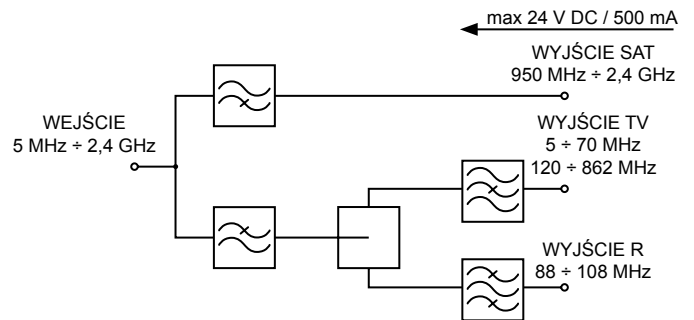 max 24 V DC / 500 mA
WYJŚCIE SAT
950 MHz ÷ 2,4 GHz
WEJŚCIE
5 MHz ÷ 2,4 GHz
WYJŚCIE TV
5 ÷ 70 MHz
120 ÷ 862 MHz
WYJŚCIE R
88 ÷ 108 MHz